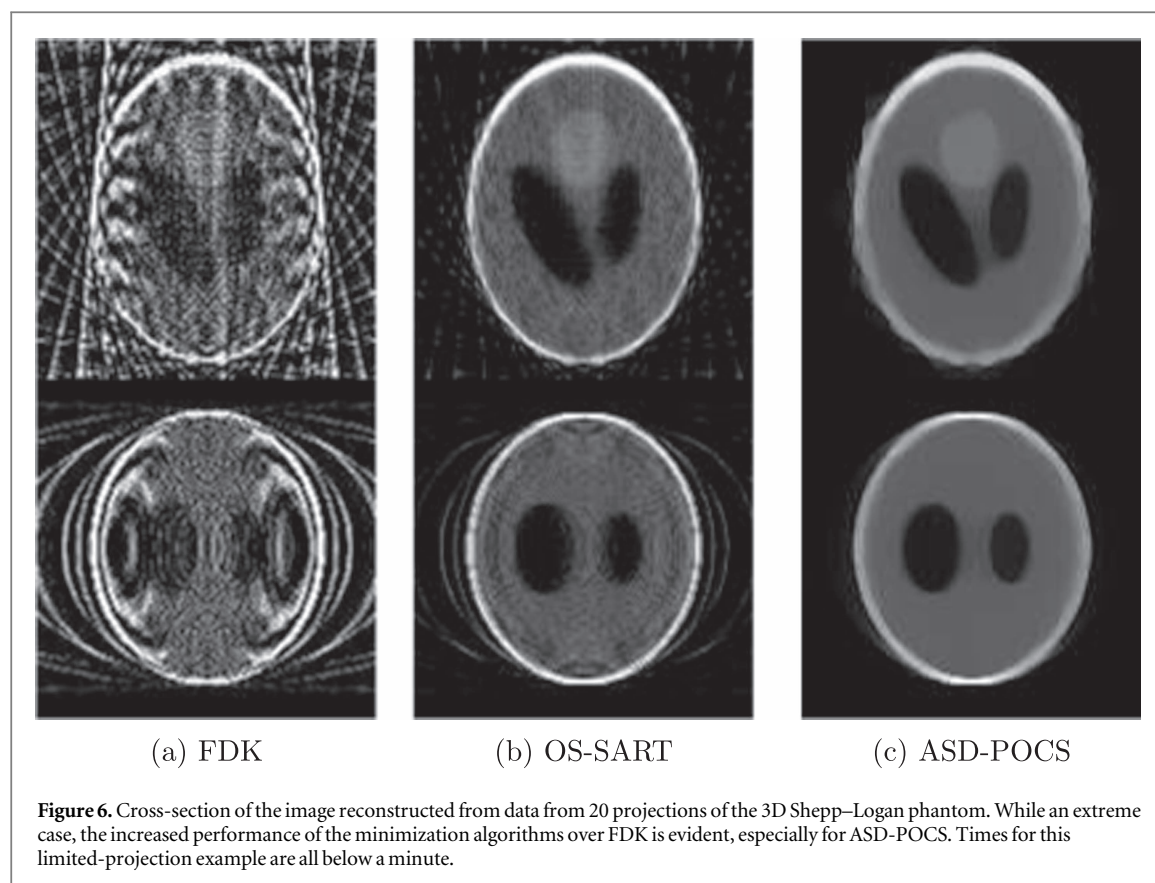 (a) FDK
(b) OS-SART
(c) ASD-POCS
Figure 6. Cross-section of the image reconstructed from data from 20 projections of the 3D Shepp–Logan phantom. While an extreme
case, the increased performance of the minimization algorithms over FDK is evident, especially for ASD-POCS. Times for this
limited-projection example are all below a minute.